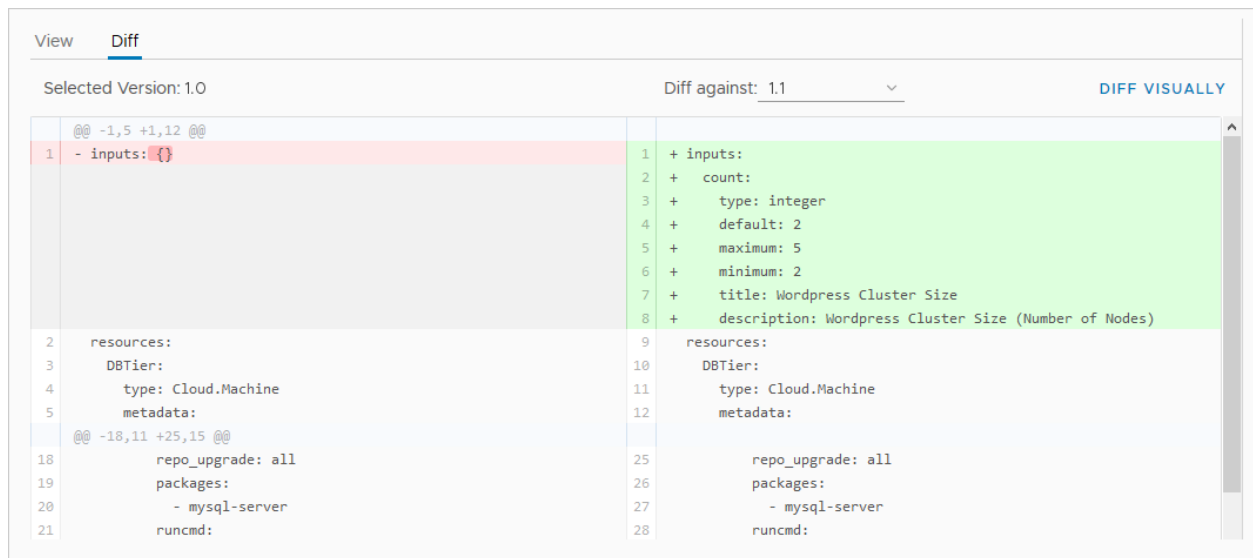 View Diff
Selected Version: 1.0 Diff against: 1.1 DIFF VISUALLY
@@ -1,5 +1,12 @@
1 - inputs: {} 1 + inputs:
2 + count:
3 + type: integer
4 + default: 2
5 + maximum: 5
6 + minimum: 2
7 + title: Wordpress Cluster Size
8 + description: Wordpress Cluster Size (Number of Nodes)
2 resources: 9 resources:
3 DBTier: 10 DBTier:
4 type: Cloud.Machine 11 type: Cloud.Machine
5 metadata: 12 metadata:
@@ -18,11 +25,15 @@
18 repo_upgrade: all 25 repo_upgrade: all
19 packages: 26 packages:
20 - mysql-server 27 - mysql-server
21 runcmd: 28 runcmd: